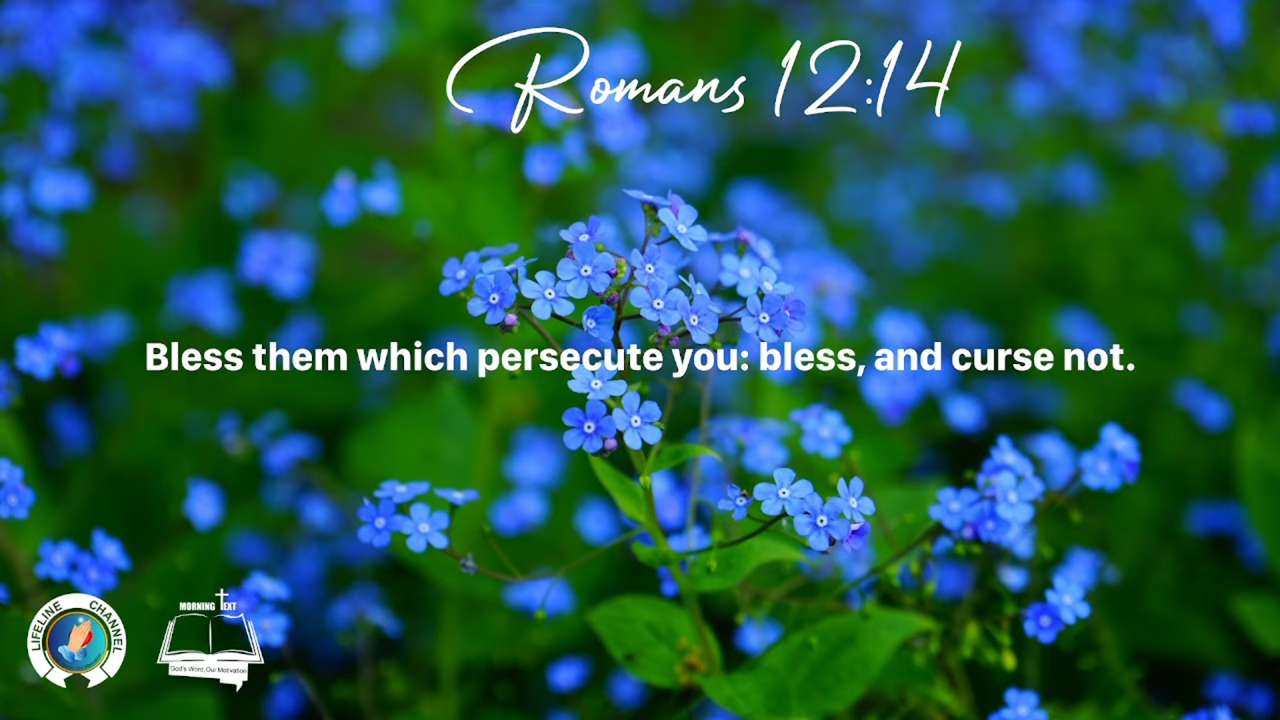 Romans 12:14
Bless them which persecute you: bless, and curse not.
LIFELINE CHANNEL
MORNING TEXT
God's Word, Our Motivation